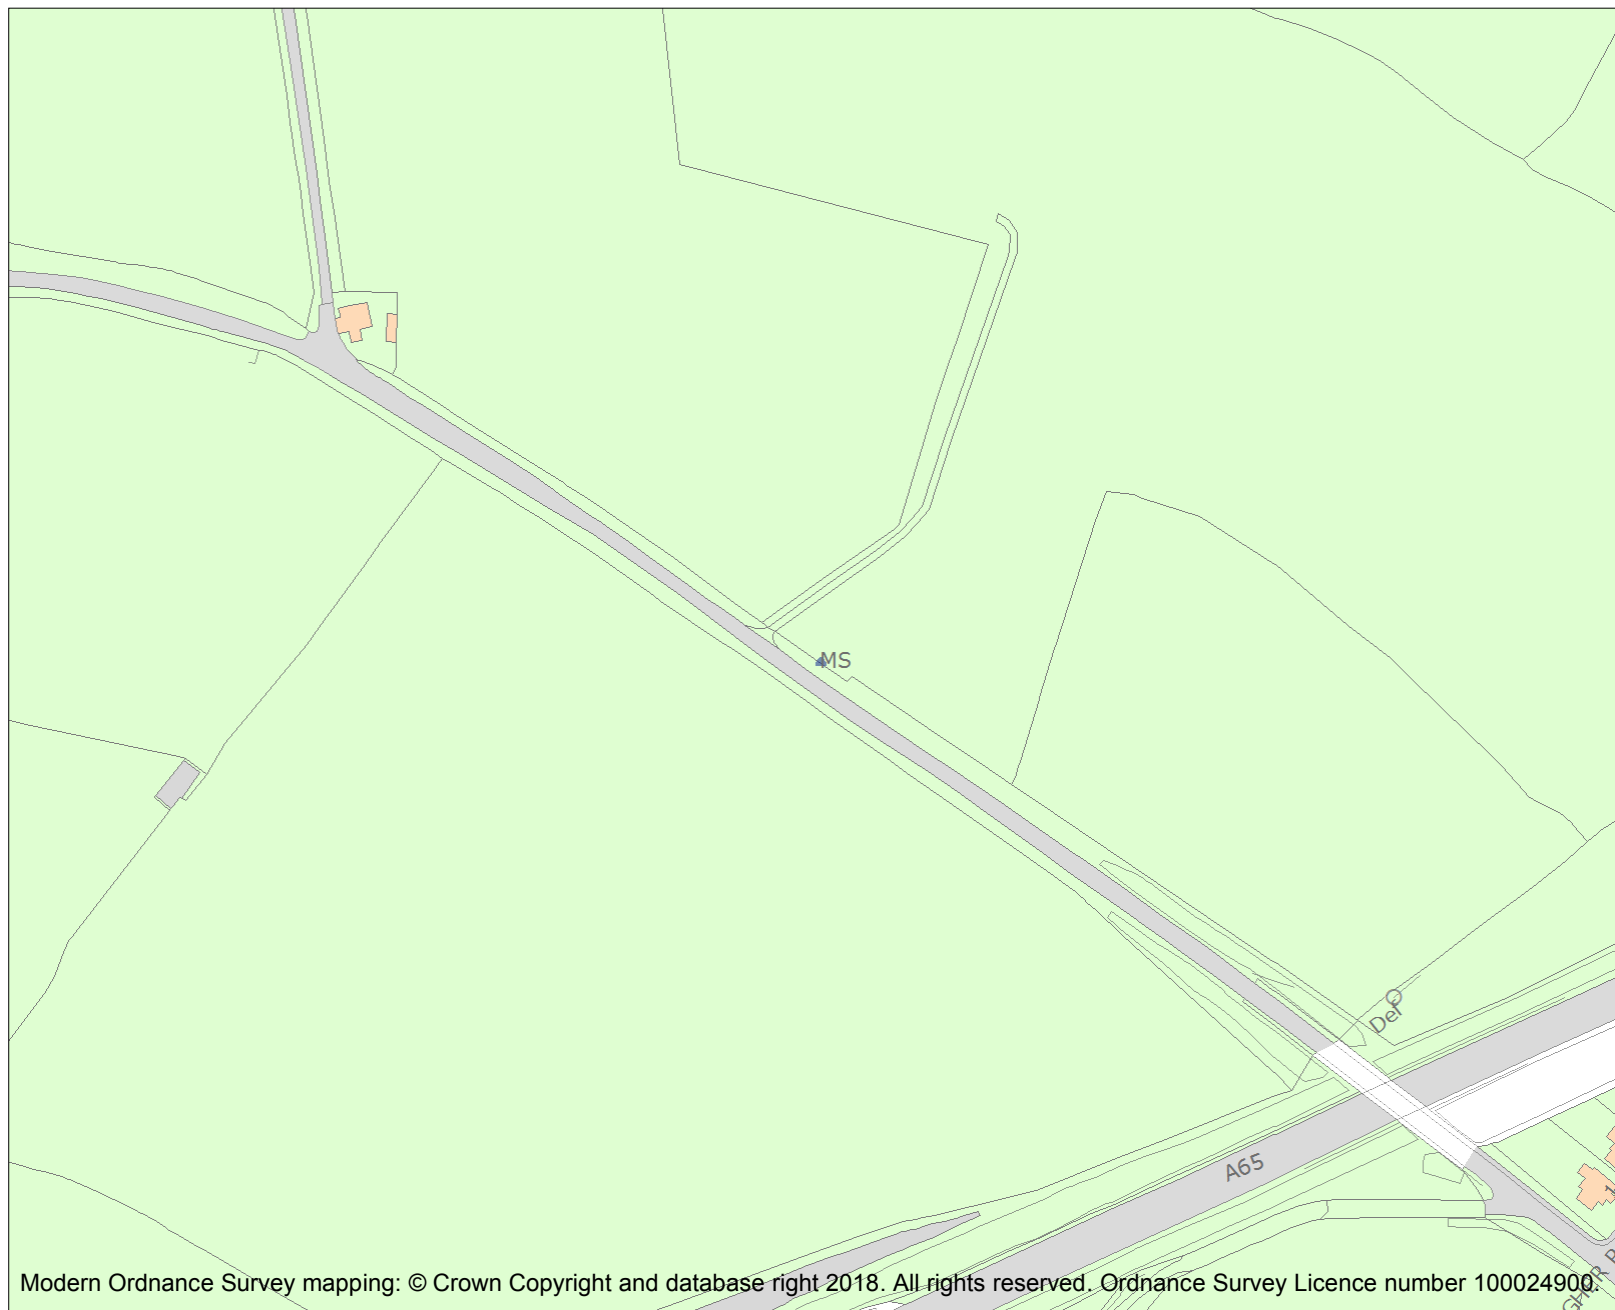 MS
Def
A65
Modern Ordnance Survey mapping: © Crown Copyright and database right 2018. All rights reserved. Ordnance Survey Licence number 100024900.